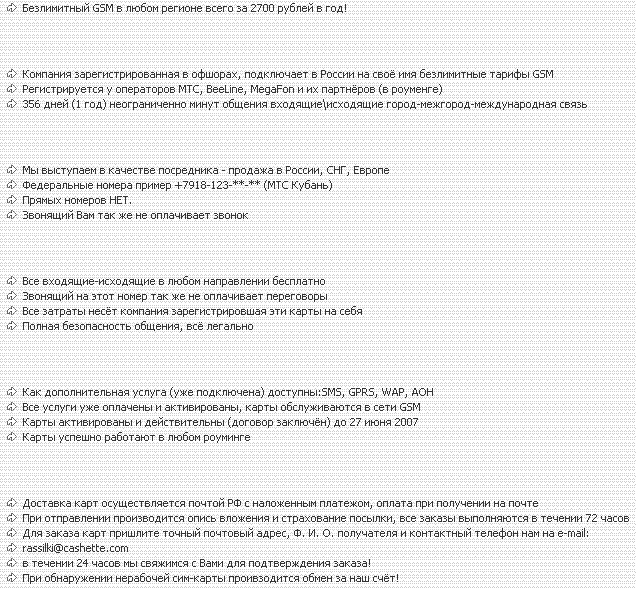 Безлимитный GSM в любом регионе всего за 2700 рублей в год!
Компания зарегистрированная в офшорах, подключает в России на своё имя безлимитные тарифы GSM
Регистрируется у операторов МТС, BeeLine, MegaFon и их партнёров (в роуменге)
356 дней (1 год) неограниченно минут общения входящие\исходящие город-межгород-международная связь
Мы выступаем в качестве посредника - продажа в России, СНГ, Европе
Федеральные номера пример +7918-123-**-** (МТС Кубань)
Прямых номеров НЕТ.
Звонящий Вам так же не оплачивает звонок
Все входящие-исходящие в любом направлении бесплатно
Звонящий на этот номер так же не оплачивает переговоры
Все затраты несёт компания зарегистрировшая эти карты на себя
Полная безопасность общения, всё легально
Как дополнительная услуга (уже подключена) доступны:SMS, GPRS, WAP, АОН
Все услуги уже оплачены и активированы, карты обслуживаются в сети GSM
Карты активированы и действительны (договор заключён) до 27 июня 2007
Карты успешно работают в любом роуминге
Доставка карт осуществляется почтой РФ с наложенным платежом, оплата при получении на почте
При отправлении производится опись вложения и страхование посылки, все заказы выполняются в течении 72 часов
Для заказа карт пришлите точный почтовый адрес, Ф. И. О. получателя и контактный телефон нам на e-mail:
rassilki@cashette.com
в течении 24 часов мы свяжимся с Вами для подтверждения заказа!
При обнаружении нерабочей сим-карты проивзодится обмен за наш счёт!